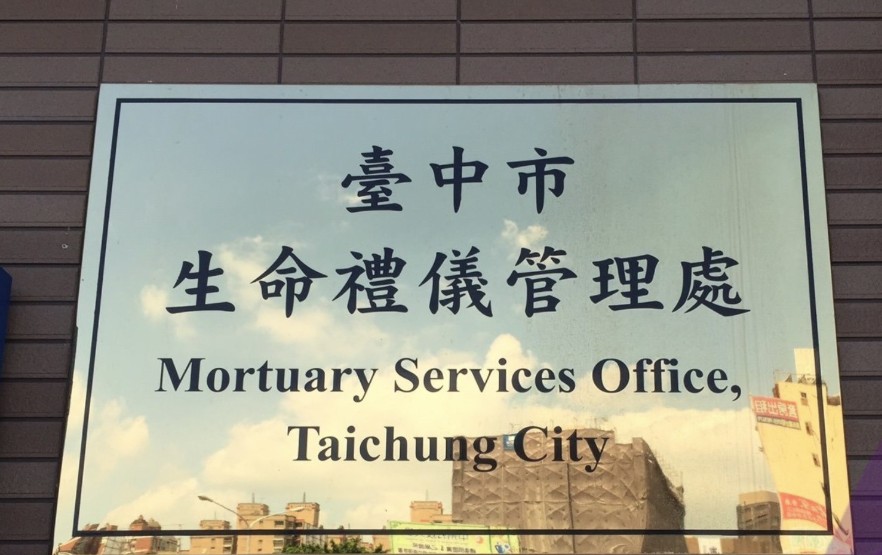 臺中市
生命禮儀管理處
Mortuary Services Office,
Taichung City